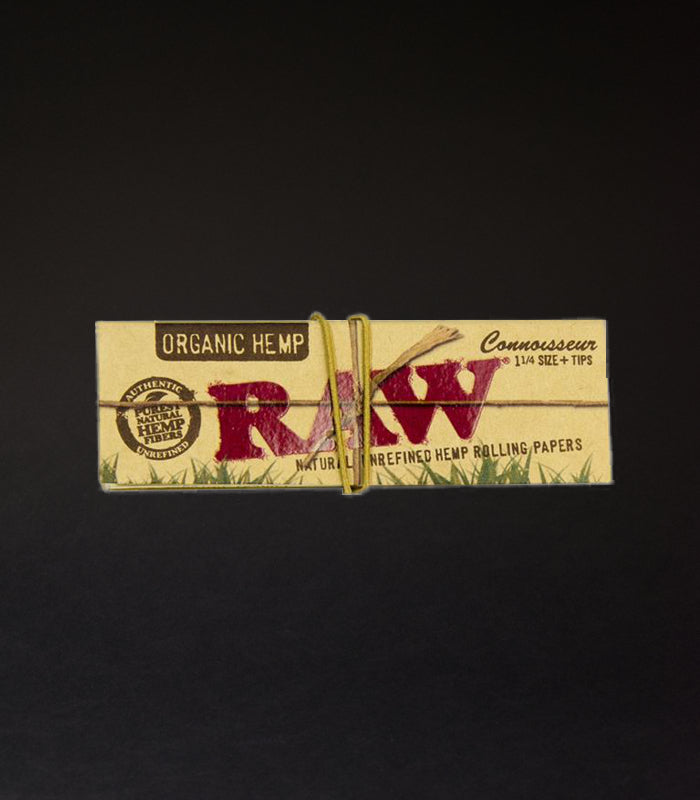 ORGANIC HEMP
Connoisseur
1 1/4 SIZE + TIPS
AUTHENTIC
PUREST
NATURAL
HEMP
FIBERS
UNREFINED
RAW®
NATURAL UNREFINED HEMP ROLLING PAPERS